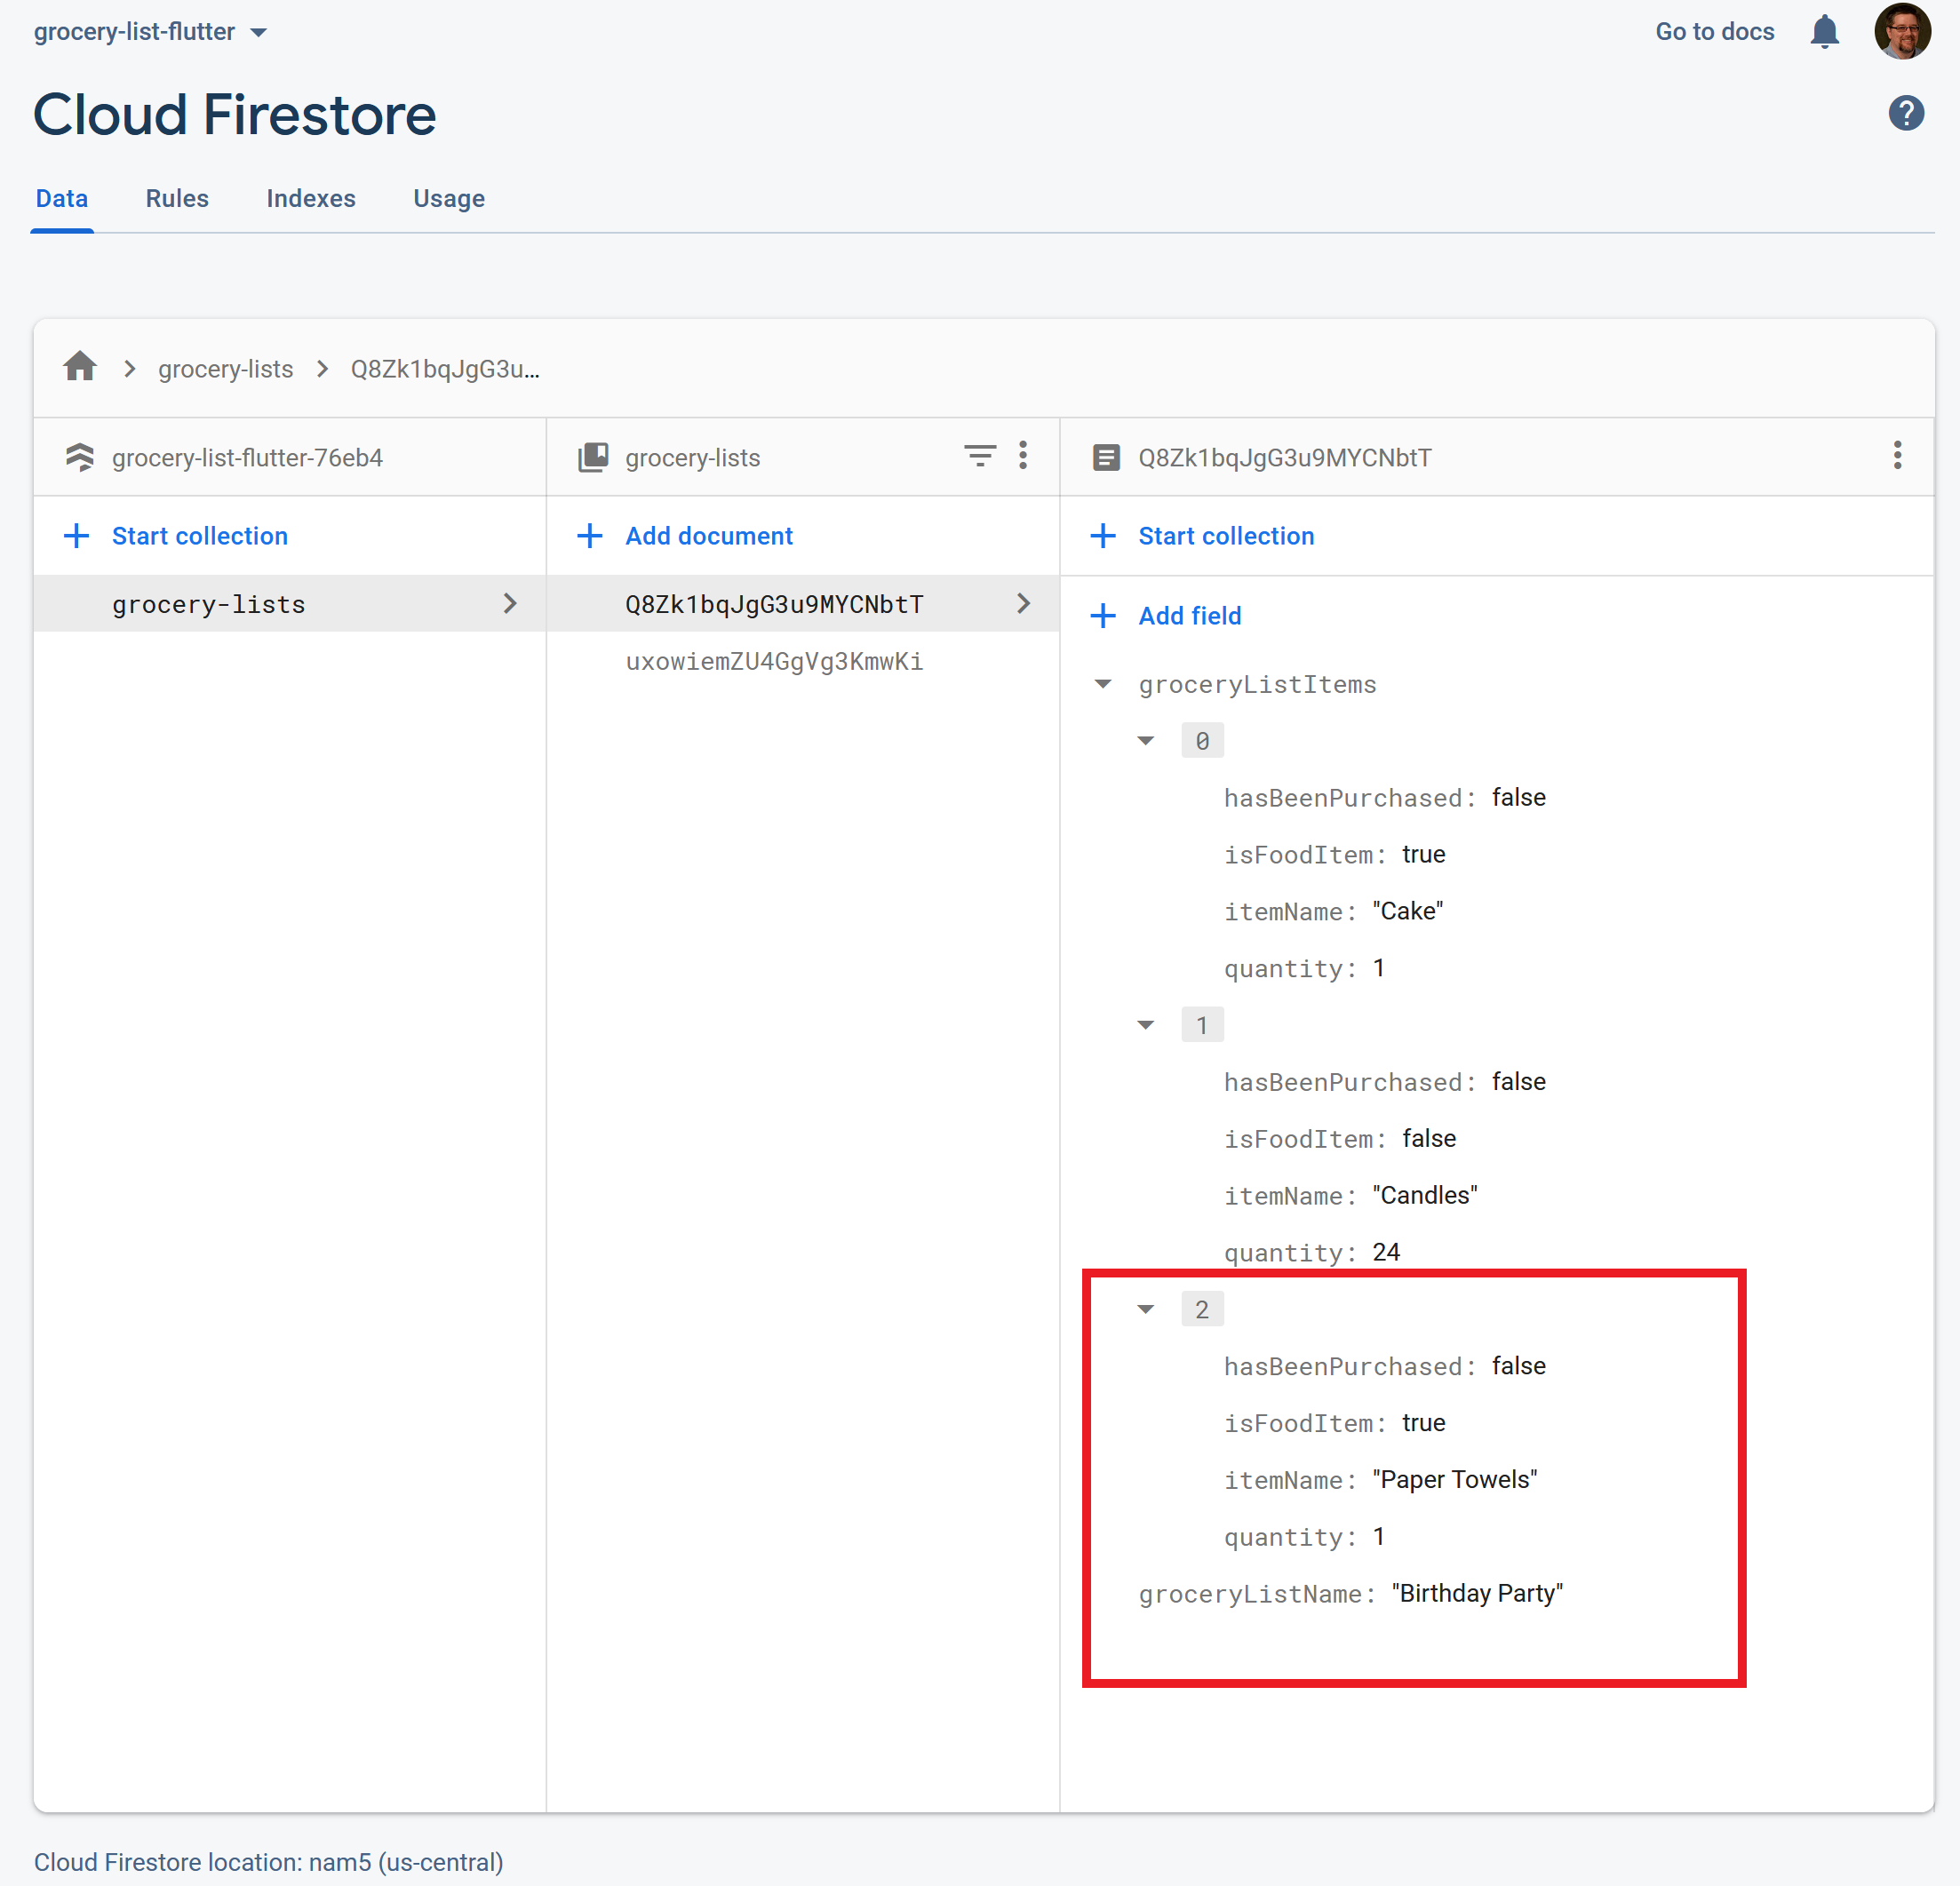 grocery-list-flutter
Go to docs
Cloud Firestore
Data Rules Indexes Usage
grocery-lists Q8Zk1bqJgG3u...
grocery-list-flutter-76eb4
grocery-lists
Q8Zk1bqJgG3u9MYCNbtT
Start collection
Add document
Start collection
grocery-lists
Q8Zk1bqJgG3u9MYCNbtT
uxowiemZU4GgVg3KmwKi
Add field
groceryListItems
0
hasBeenPurchased: false
isFoodItem: true
itemName: "Cake"
quantity: 1
1
hasBeenPurchased: false
isFoodItem: false
itemName: "Candles"
quantity: 24
2
hasBeenPurchased: false
isFoodItem: true
itemName: "Paper Towels"
quantity: 1
groceryListName: "Birthday Party"
Cloud Firestore location: nam5 (us-central)